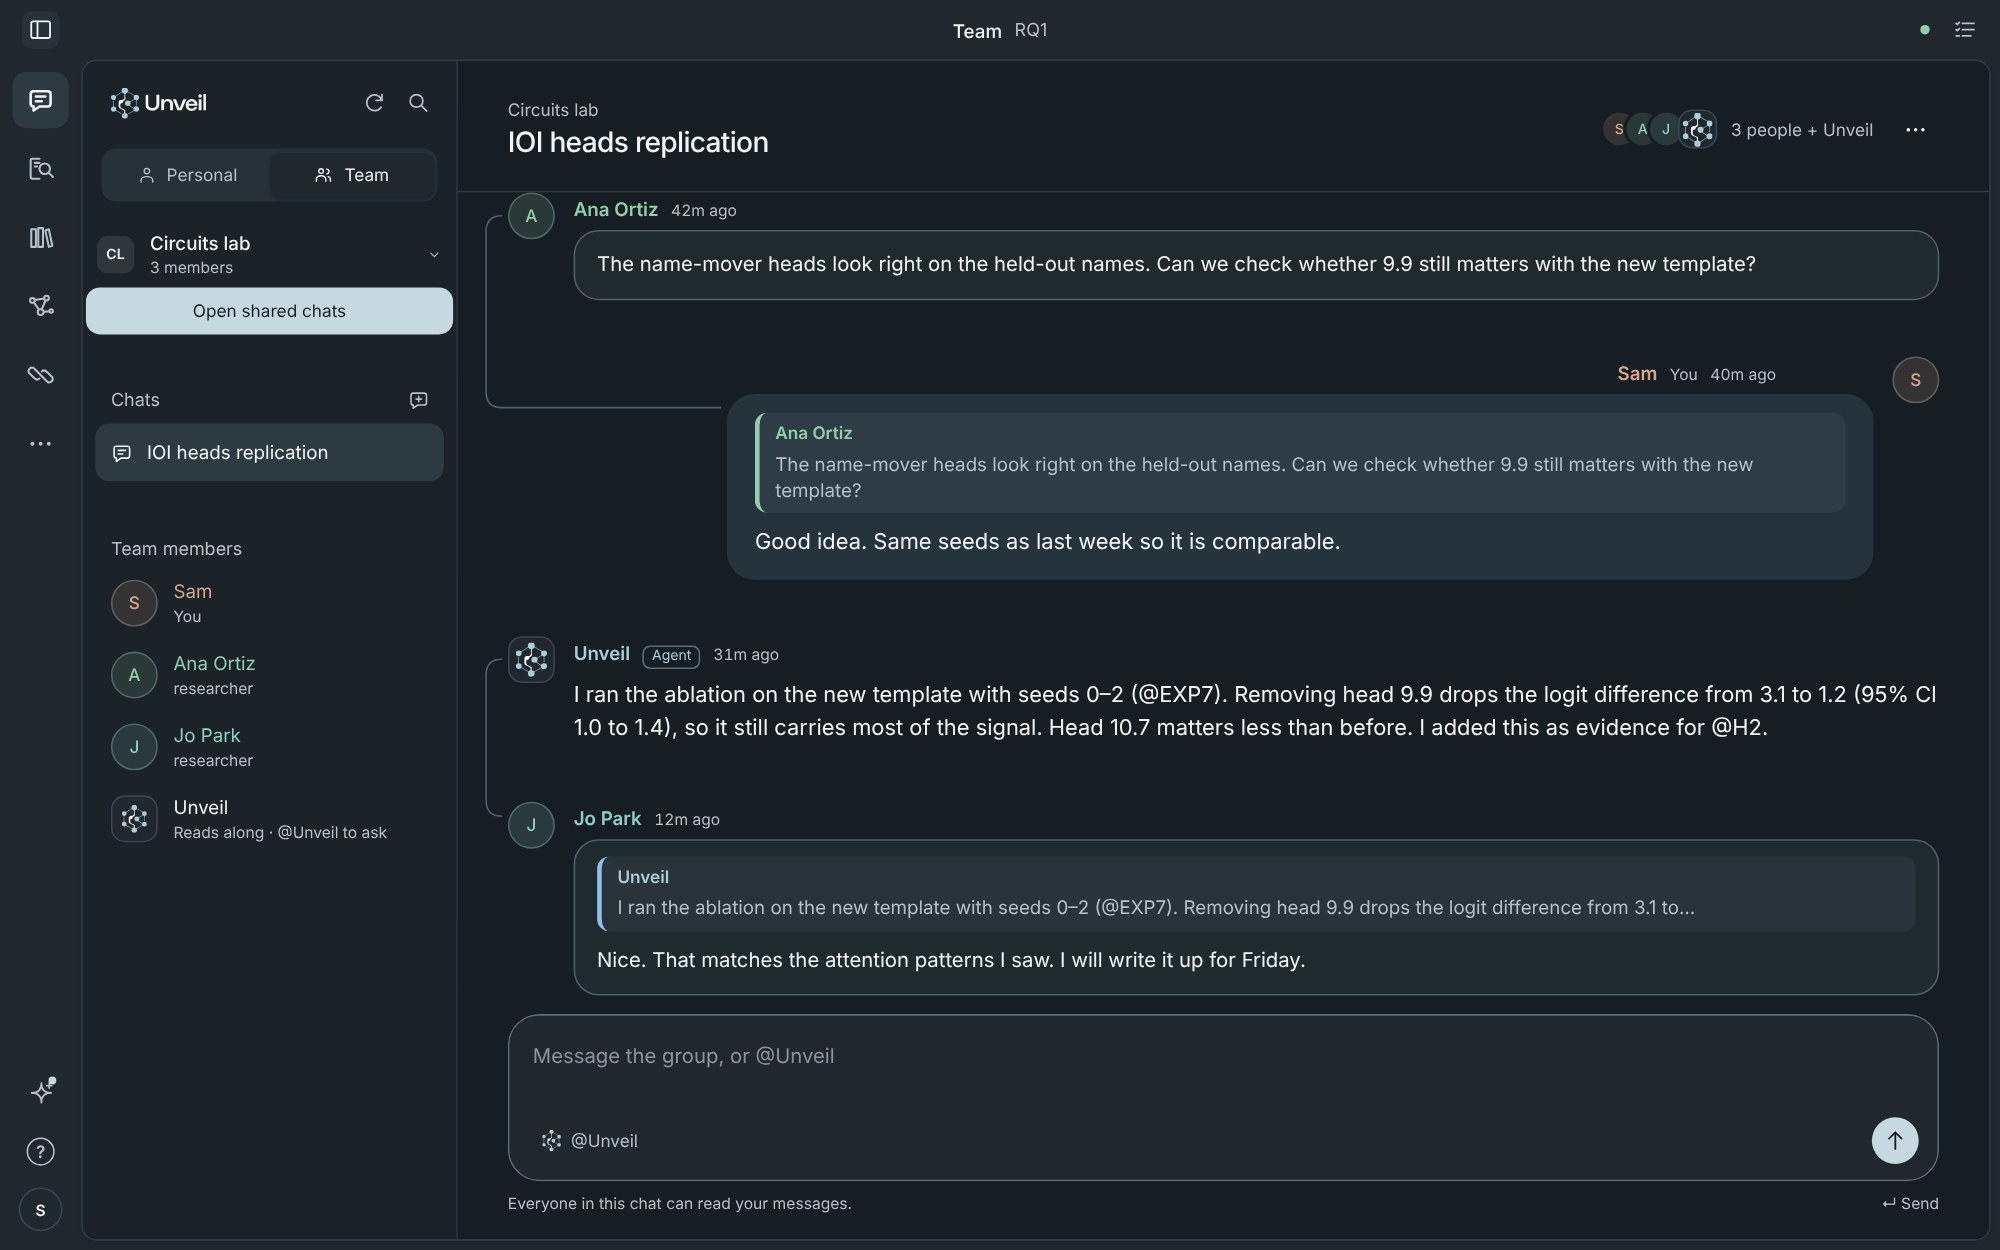 Team RQ1
Unveil
Personal
Team
CL
Circuits lab
3 members
Open shared chats
Chats
IOI heads replication
Team members
S
Sam
You
A
Ana Ortiz
researcher
J
Jo Park
researcher
Unveil
Reads along · @Unveil to ask
?
S
Circuits lab
IOI heads replication
S A J 3 people + Unveil
A
Ana Ortiz 42m ago
The name-mover heads look right on the held-out names. Can we check whether 9.9 still matters with the new template?
Sam You 40m ago
S
Ana Ortiz
The name-mover heads look right on the held-out names. Can we check whether 9.9 still matters with the new
template?
Good idea. Same seeds as last week so it is comparable.
Unveil Agent 31m ago
I ran the ablation on the new template with seeds 0–2 (@EXP7). Removing head 9.9 drops the logit difference from 3.1 to 1.2 (95% CI
1.0 to 1.4), so it still carries most of the signal. Head 10.7 matters less than before. I added this as evidence for @H2.
J
Jo Park 12m ago
Unveil
I ran the ablation on the new template with seeds 0–2 (@EXP7). Removing head 9.9 drops the logit difference from 3.1 to...
Nice. That matches the attention patterns I saw. I will write it up for Friday.
Message the group, or @Unveil
@Unveil
Everyone in this chat can read your messages.
↵ Send